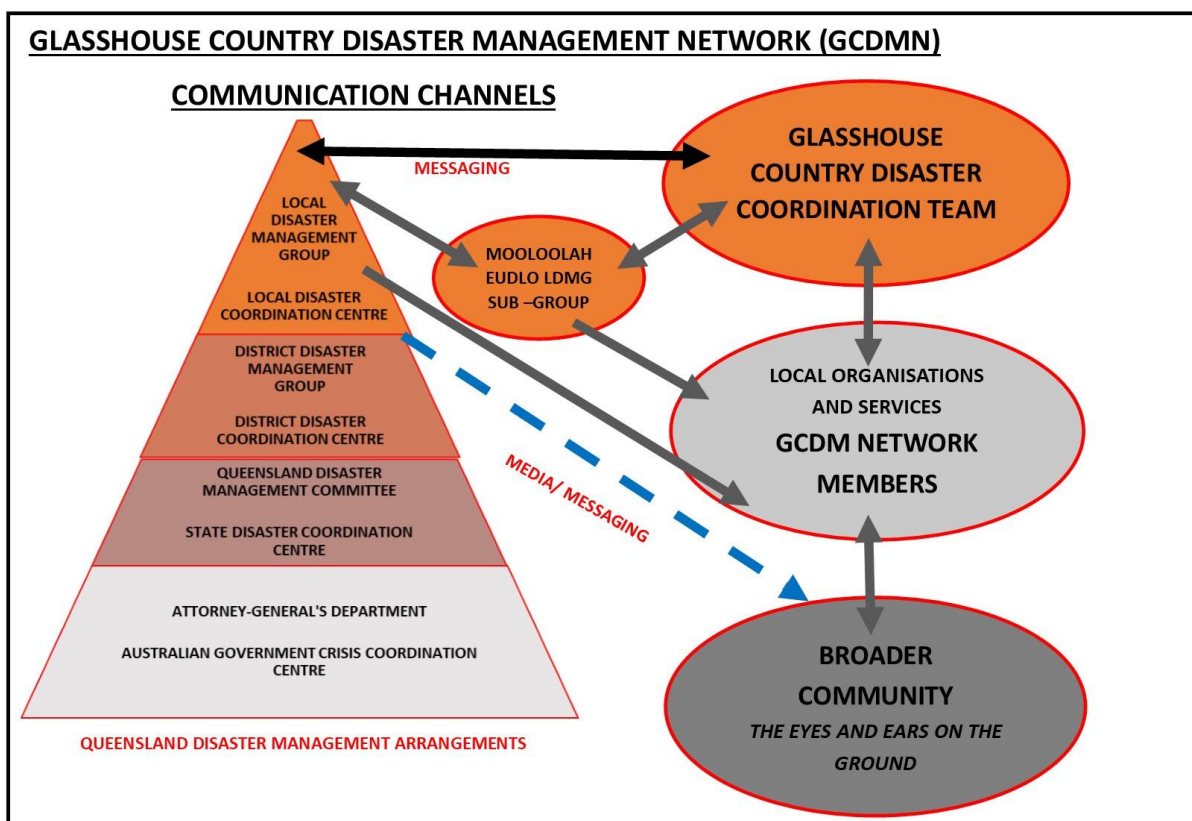 GLASSHOUSE COUNTRY DISASTER MANAGEMENT NETWORK (GCDMN)
COMMUNICATION CHANNELS
MESSAGING
LOCAL
DISASTER
MANAGEMENT
GROUP
LOCAL DISASTER
COORDINATION CENTRE
DISTRICT DISASTER
MANAGEMENT
GROUP
DISTRICT DISASTER
COORDINATION CENTRE
QUEENSLAND DISASTER
MANAGEMENT COMMITTEE
STATE DISASTER COORDINATION
CENTRE
ATTORNEY-GENERAL'S DEPARTMENT
AUSTRALIAN GOVERNMENT CRISIS COORDINATION
CENTRE
QUEENSLAND DISASTER MANAGEMENT ARRANGEMENTS
MOOLOOLAH
EUDLO LDMG
SUB –GROUP
MEDIA/ MESSAGING
GLASSHOUSE
COUNTRY DISASTER
COORDINATION TEAM
LOCAL ORGANISATIONS
AND SERVICES
GCDM NETWORK
MEMBERS
BROADER
COMMUNITY
THE EYES AND EARS ON THE
GROUND